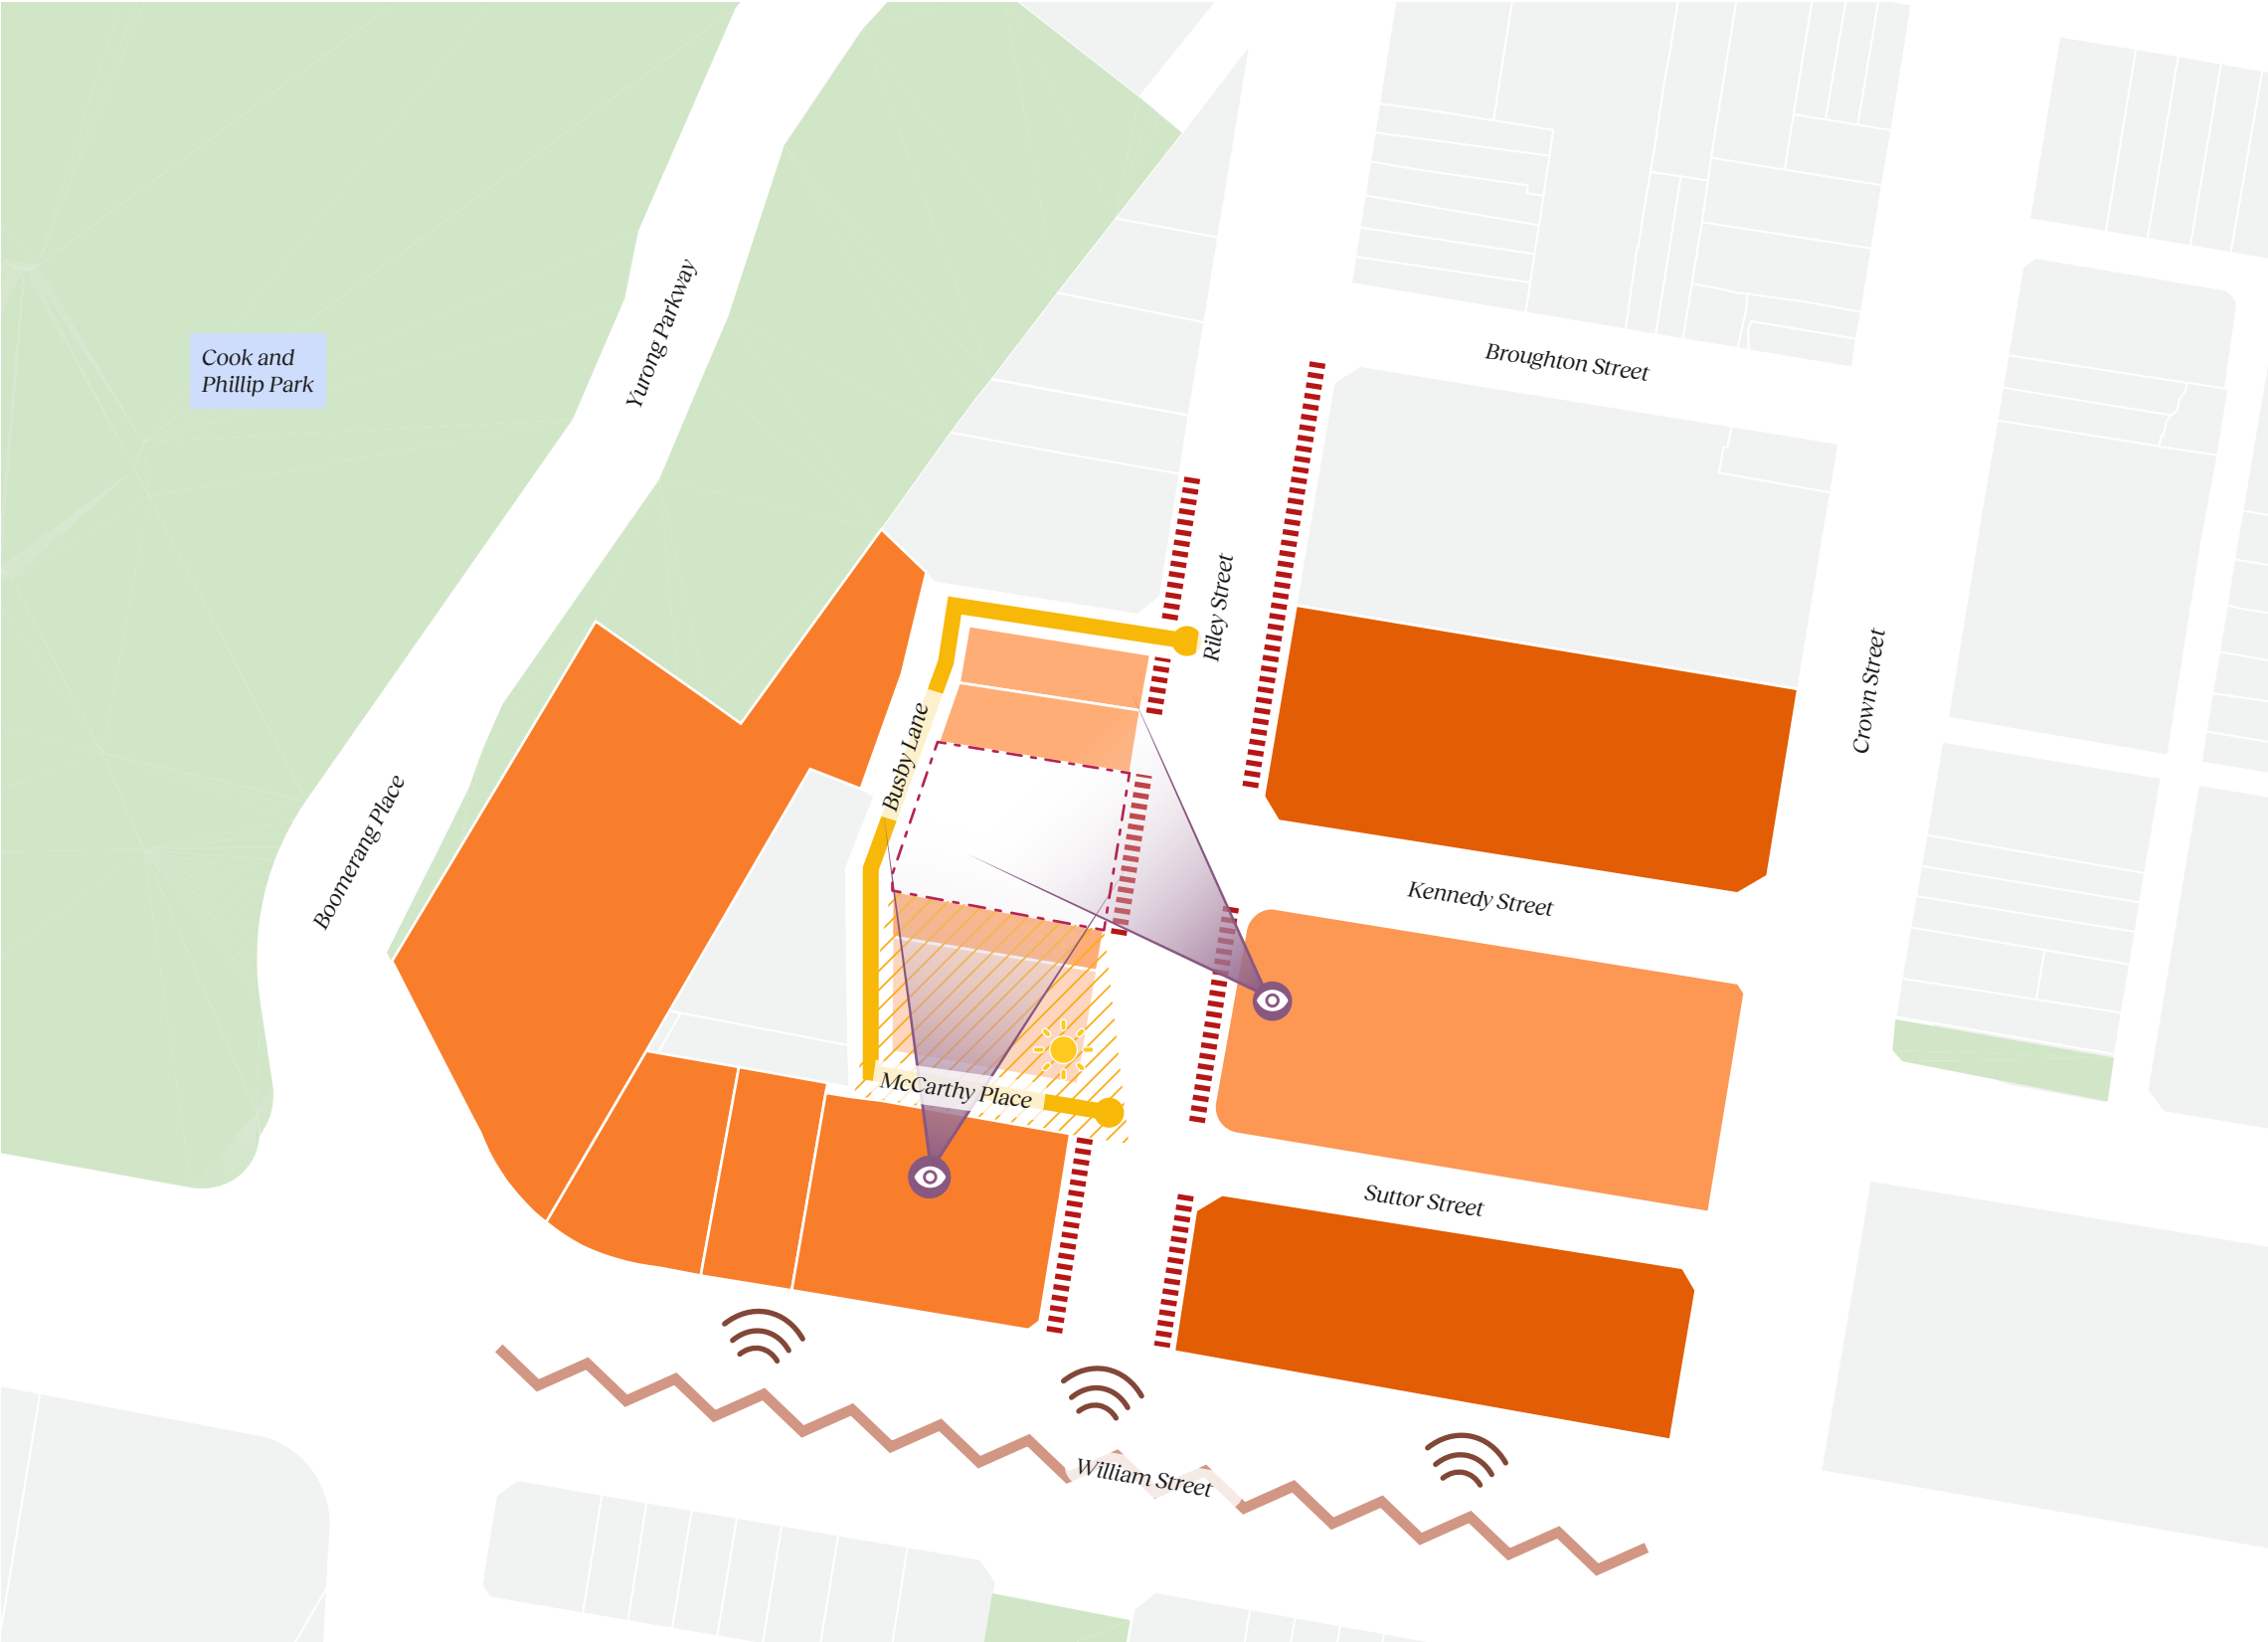 Cook and
Phillip Park
Yurong Parkway
Broughton Street
Riley Street
Crown Street
Busby Lane
Boomerang Place
Kennedy Street
McCarthy Place
Suttor Street
William Street